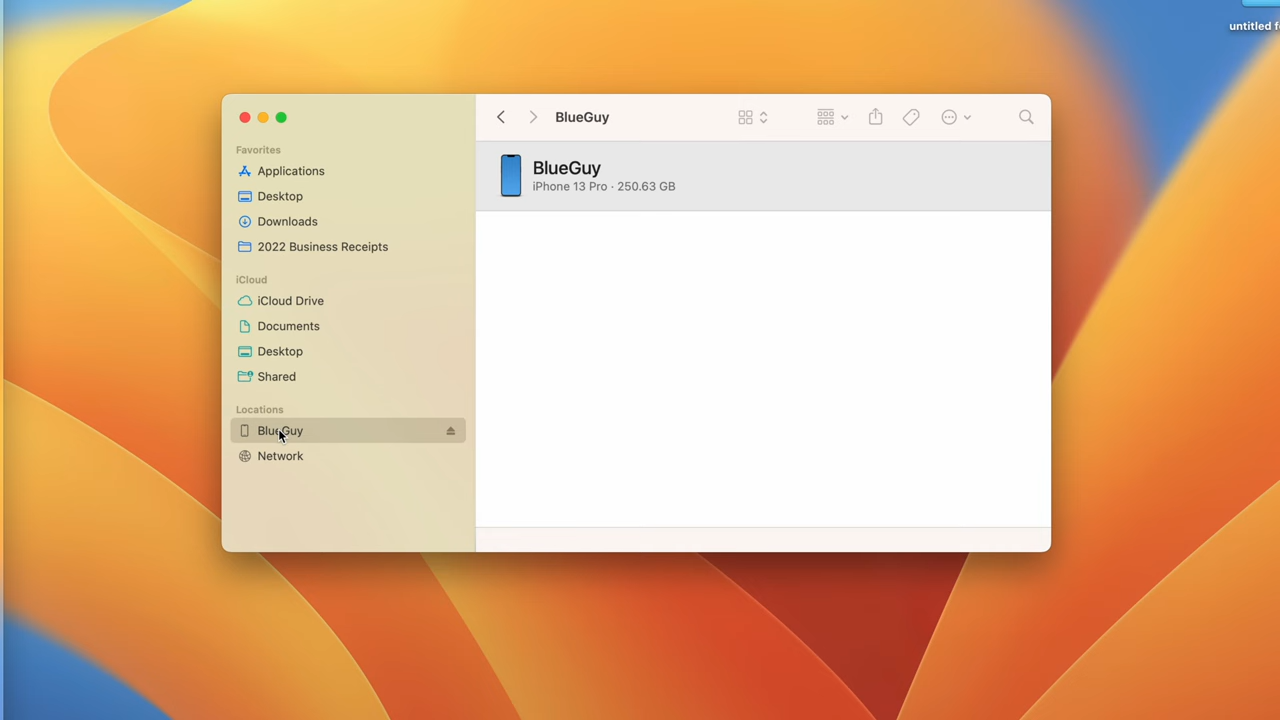 untitled f
BlueGuy
Favorites
Applications
Desktop
Downloads
2022 Business Receipts
iCloud
iCloud Drive
Documents
Desktop
Shared
Locations
BlueGuy
Network
BlueGuy
iPhone 13 Pro · 250.63 GB